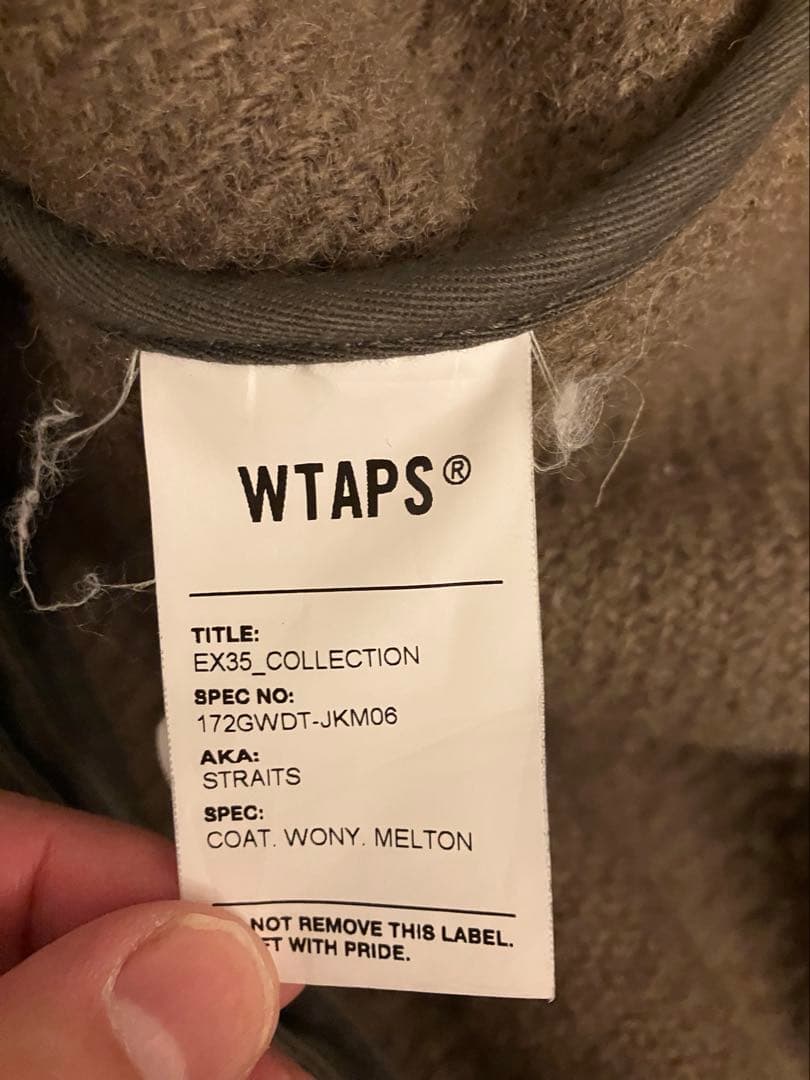 WTAPS®
TITLE:
EX35_COLLECTION
SPEC NO:
172GWDT-JKM06
AKA:
STRAITS
SPEC:
COAT. WONY. MELTON
NOT REMOVE THIS LABEL.
WITH PRIDE.